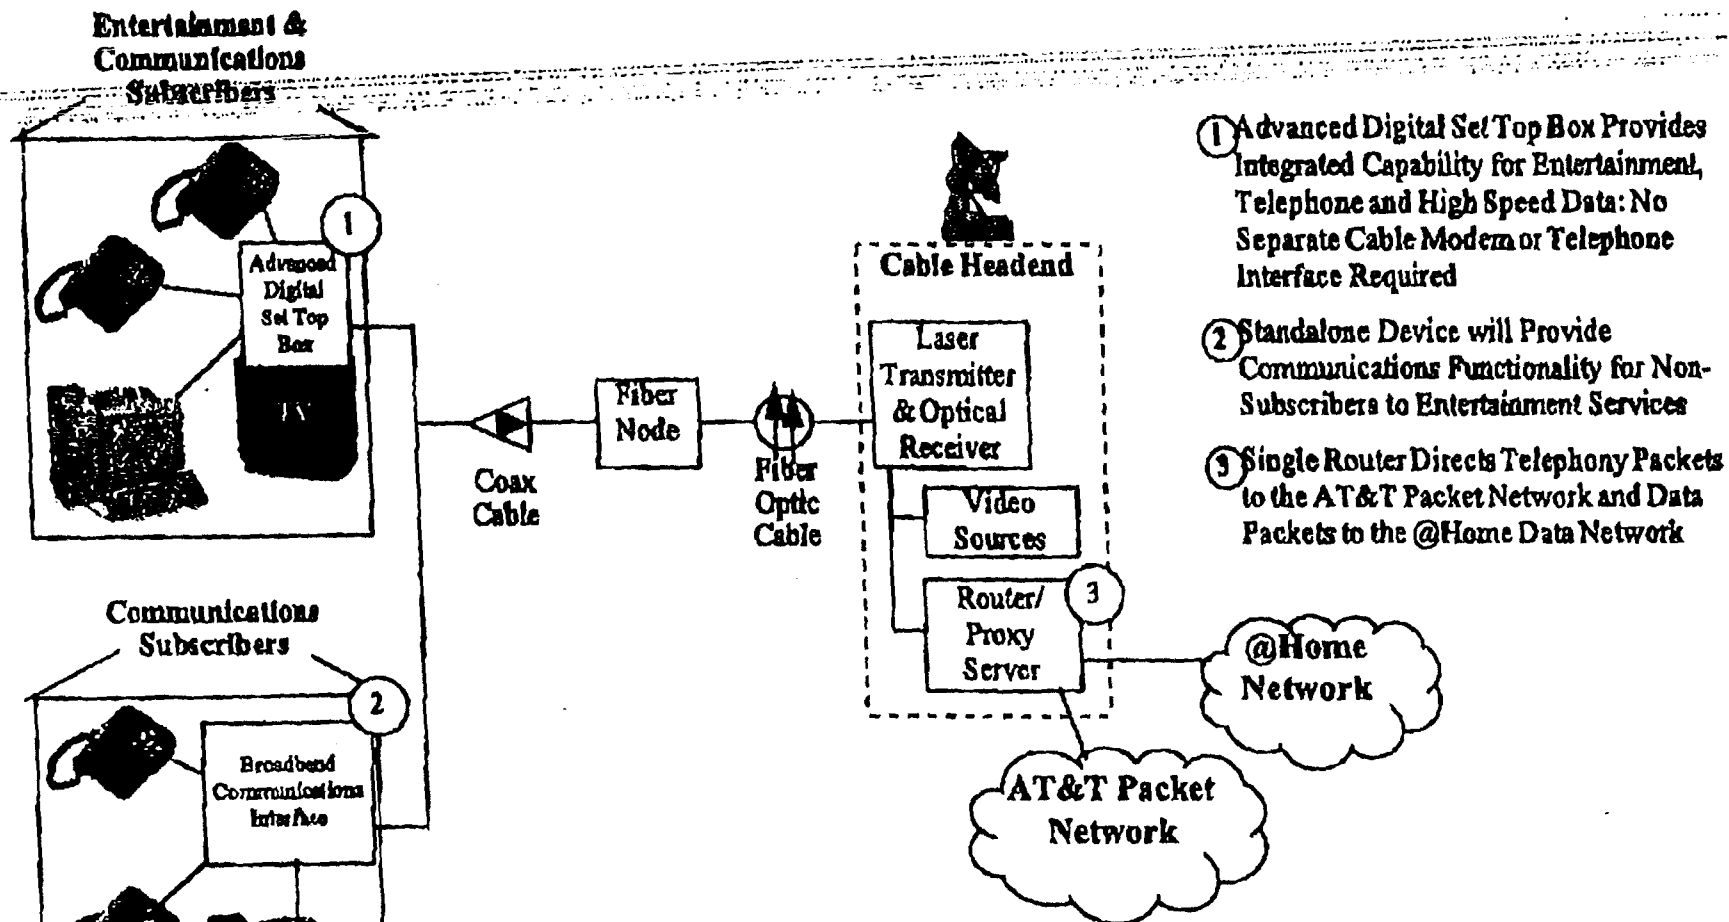 Entertainment &
Communications
Subscribers
1
Advanced
Digital
Set Top
Box
TV
Communications
Subscribers
2
Broadband
Communications
Interface
Coax
Cable
Fiber
Node
Fiber
Optic
Cable
Cable Headend
Laser
Transmitter
& Optical
Receiver
Video
Sources
Router/
Proxy
Server
3
@Home
Network
AT&T Packet
Network
1 Advanced Digital Set Top Box Provides
Integrated Capability for Entertainment,
Telephone and High Speed Data: No
Separate Cable Modem or Telephone
Interface Required
2 Standalone Device will Provide
Communications Functionality for Non-
Subscribers to Entertainment Services
3 Single Router Directs Telephony Packets
to the AT&T Packet Network and Data
Packets to the @Home Data Network